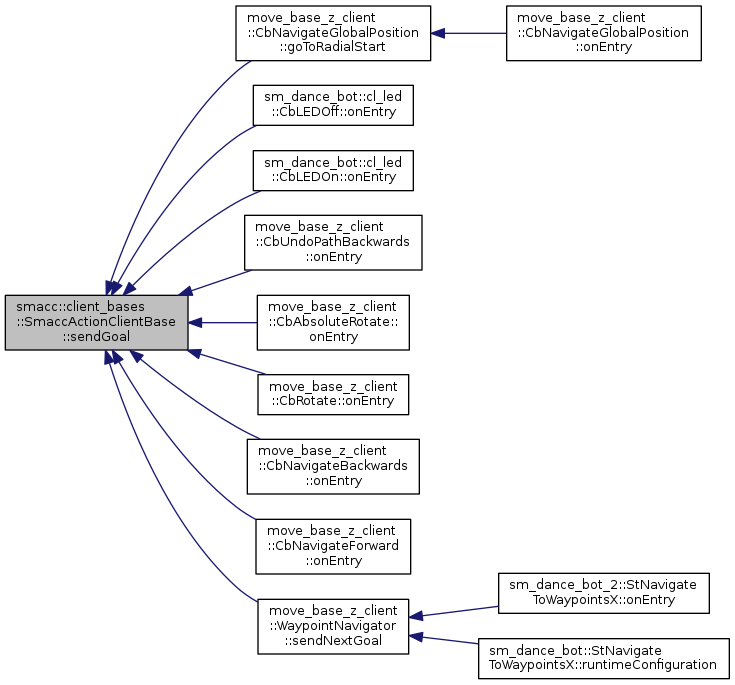 move_base_z_client
::CbNavigateGlobalPosition
::goToRadialStart
move_base_z_client
::CbNavigateGlobalPosition
::onEntry
sm_dance_bot::cl_led
::CbLEDOff::onEntry
sm_dance_bot::cl_led
::CbLEDOn::onEntry
move_base_z_client
::CbUndoPathBackwards
::onEntry
smacc::client_bases
::SmaccActionClientBase
::sendGoal
move_base_z_client
::CbAbsoluteRotate::
onEntry
move_base_z_client
::CbRotate::onEntry
move_base_z_client
::CbNavigateBackwards
::onEntry
move_base_z_client
::CbNavigateForward
::onEntry
move_base_z_client
::WaypointNavigator
::sendNextGoal
sm_dance_bot_2::StNavigate
ToWaypointsX::onEntry
sm_dance_bot::StNavigate
ToWaypointsX::runtimeConfiguration